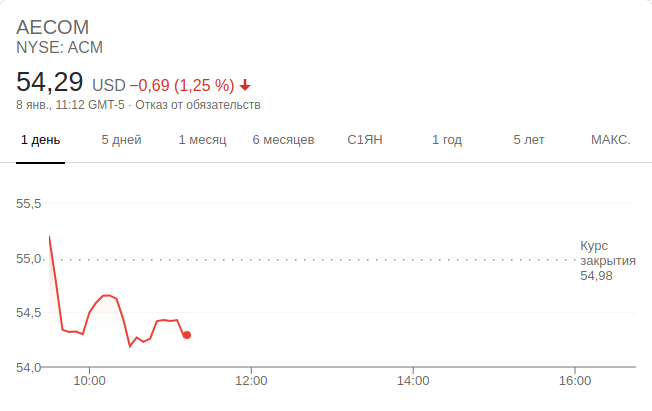 AECOM
NYSE: ACM
54,29 USD −0,69 (1,25 %)
8 янв., 11:12 GMT-5 · Отказ от обязательств
1 день 5 дней 1 месяц 6 месяцев С1ЯН 1 год 5 лет МАКС.
55,5
55,0
54,5
54,0
Курс
закрытия
54,98
10:00 12:00 14:00 16:00